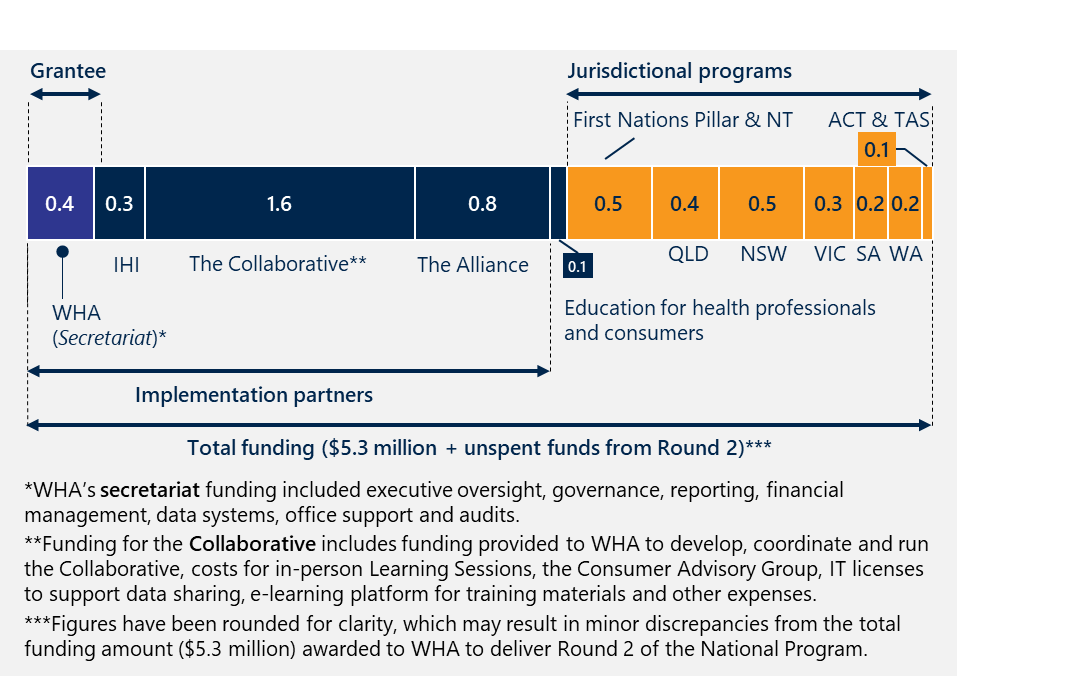 Grantee
Jurisdictional programs
First Nations Pillar & NT
ACT & TAS
0.1
0.4
0.3
1.6
0.8
0.5
0.4
0.5
0.3
0.2
0.2
IHI
The Collaborative**
The Alliance
0.1
QLD
NSW
VIC
SA
WA
WHA
(Secretariat)*
Education for health professionals
and consumers
Implementation partners
Total funding ($5.3 million + unspent funds from Round 2)***
*WHA's secretariat funding included executive oversight, governance, reporting, financial
management, data systems, office support and audits.
**Funding for the Collaborative includes funding provided to WHA to develop, coordinate and run
the Collaborative, costs for in-person Learning Sessions, the Consumer Advisory Group, IT licenses
to support data sharing, e-learning platform for training materials and other expenses.
***Figures have been rounded for clarity, which may result in minor discrepancies from the total
funding amount ($5.3 million) awarded to WHA to deliver Round 2 of the National Program.